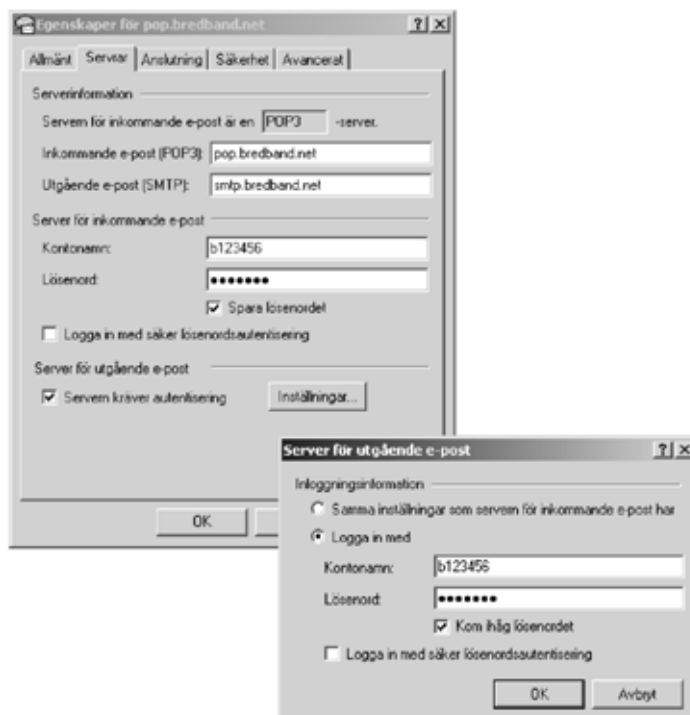 Egenskaper för pop.bredband.net
Allmänt Servrar Anslutning Säkerhet Avancerat
Serverinformation
Servern för inkommande e-post är en POP3 -server.
Inkommande e-post (POP3): pop.bredband.net
Utgående e-post (SMTP): smtp.bredband.net
Server för inkommande e-post
Kontonamn: b123456
Lösenord: •••••••
Spara lösenordet
Logga in med säker lösenordsautentisering
Server för utgående e-post
Servern kräver autentisering Inställningar...
OK
Server för utgående e-post
Inloggningsinformation
Samma inställningar som servern för inkommande e-post har
Logga in med
Kontonamn: b123456
Lösenord: •••••••
Kom ihåg lösenordet
Logga in med säker lösenordsautentisering
OK Avbryt